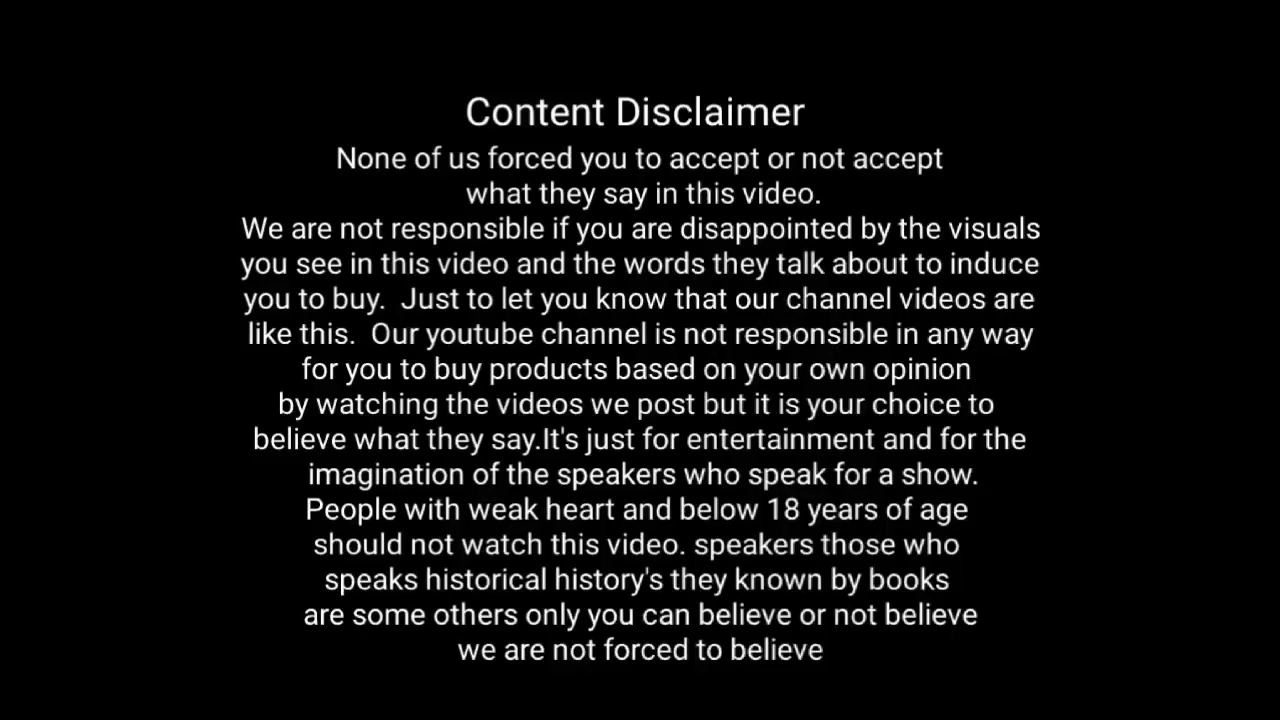 Content Disclaimer
None of us forced you to accept or not accept
what they say in this video.
We are not responsible if you are disappointed by the visuals
you see in this video and the words they talk about to induce
you to buy.  Just to let you know that our channel videos are
like this.  Our youtube channel is not responsible in any way
for you to buy products based on your own opinion
by watching the videos we post but it is your choice to
believe what they say.It's just for entertainment and for the
imagination of the speakers who speak for a show.
People with weak heart and below 18 years of age
should not watch this video. speakers those who
speaks historical history's they known by books
are some others only you can believe or not believe
we are not forced to believe